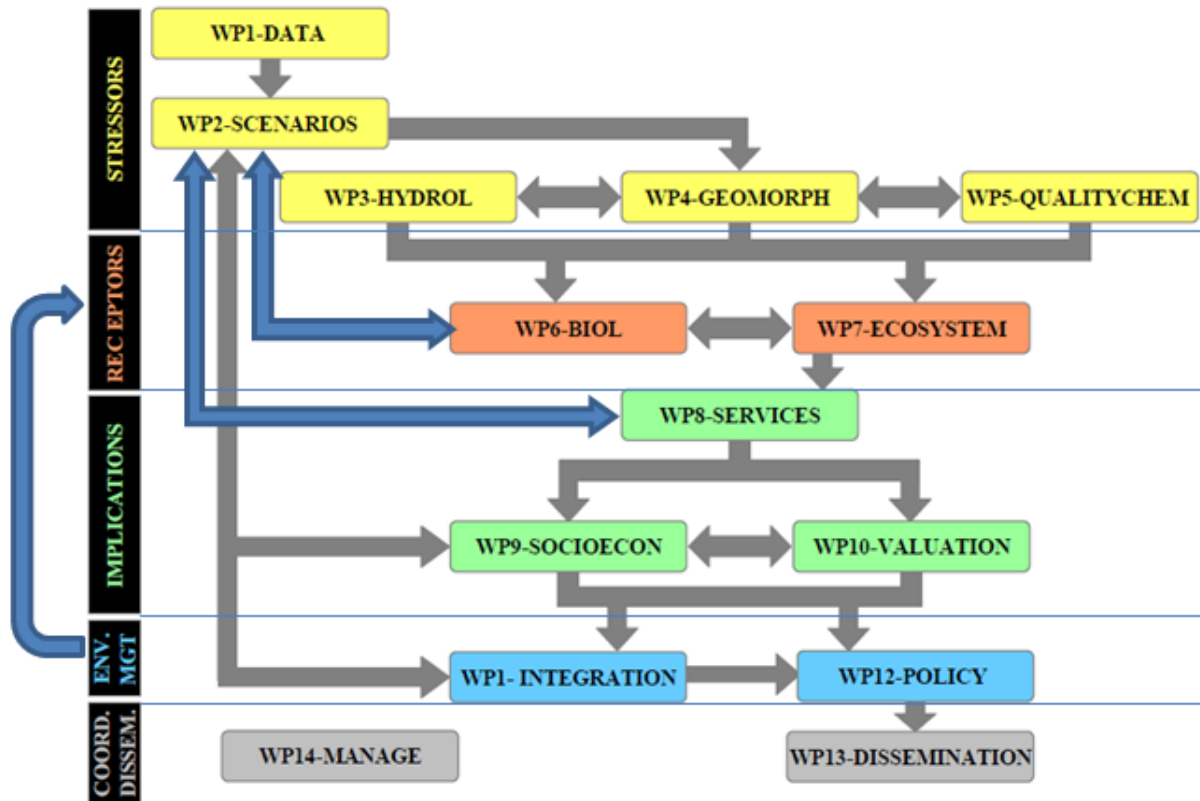 STRESSORS
WP1-DATA
WP2-SCENARIOS
WP3-HYDROL
WP4-GEOMORPH
WP5-QUALITYCHEM
REC EPTORS
WP6-BIOL
WP7-ECOSYSTEM
IMPLICATIONS
WP8-SERVICES
WP9-SOCIOECON
WP10-VALUATION
ENV.
MGT
WP1- INTEGRATION
WP12-POLICY
COORD.
DISSEM.
WP14-MANAGE
WP13-DISSEMINATION